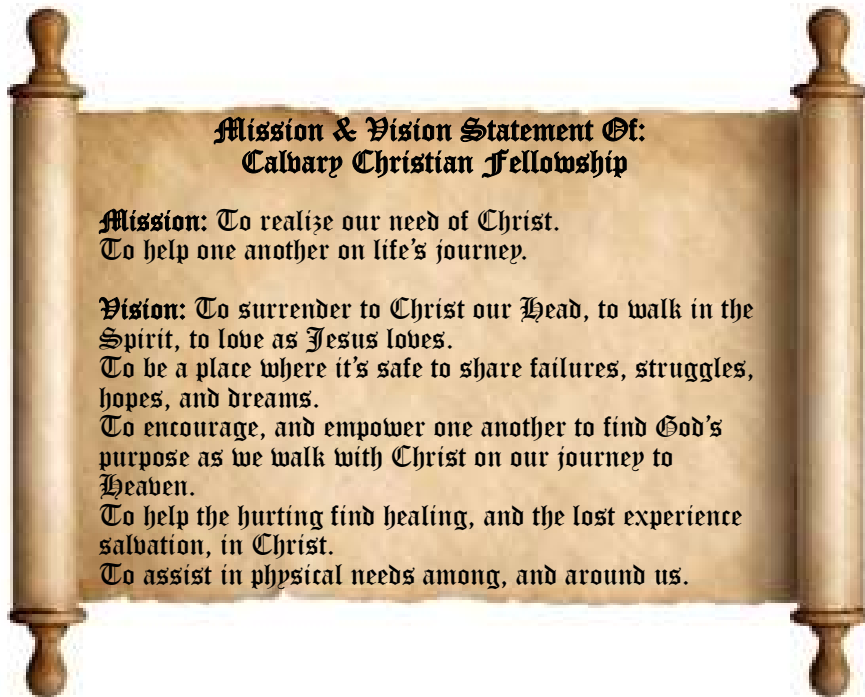 Mission & Vision Statement Of:
Calvary Christian Fellowship
Mission: To realize our need of Christ.
To help one another on life's journey.
Vision: To surrender to Christ our Head, to walk in the
Spirit, to love as Jesus loves.
To be a place where it's safe to share failures, struggles,
hopes, and dreams.
To encourage, and empower one another to find God's
purpose as we walk with Christ on our journey to
Heaven.
To help the hurting find healing, and the lost experience
salvation, in Christ.
To assist in physical needs among, and around us.